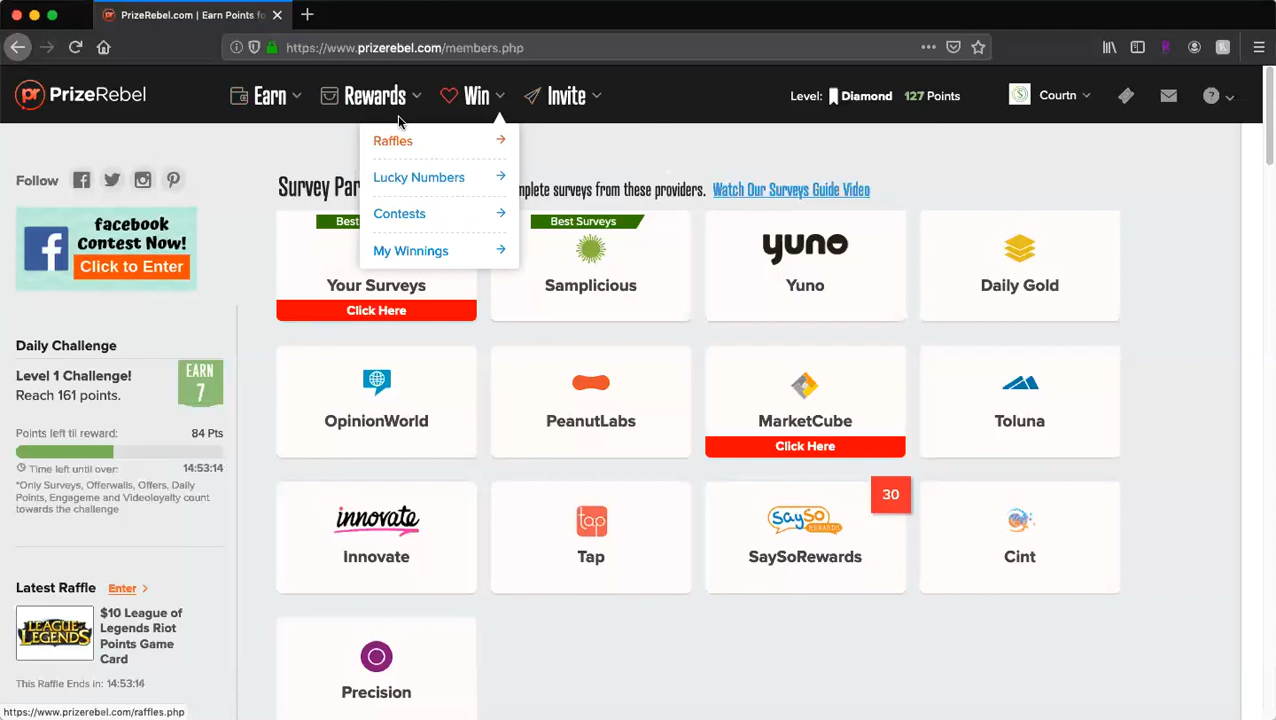 PrizeRebel.com | Earn Points fo
https://www.prizerebel.com/members.php
pr PrizeRebel
Earn
Rewards
Win
Invite
Level: Diamond 127 Points
Courtn
Raffles
Lucky Numbers
Contests
My Winnings
Follow
facebook
Contest Now!
Click to Enter
Survey Par
mplete surveys from these providers. Watch Our Surveys Guide Video
Best
Your Surveys
Click Here
Best Surveys
Samplicious
yuno
Yuno
Daily Gold
Daily Challenge
Level 1 Challenge!
Reach 161 points.
EARN
7
Points left til reward: 84 Pts
Time left until over: 14:53:14
*Only Surveys, Offerwalls, Offers, Daily
Points, Engageme and Videoloyalty count
towards the challenge
OpinionWorld
PeanutLabs
MarketCube
Click Here
Toluna
innovate
Innovate
tap
Tap
30
SaySo
REWARDS
SaySoRewards
Cint
Latest Raffle Enter
LEAGUE of
LEGENDS
$10 League of
Legends Riot
Points Game
Card
This Raffle Ends in: 14:53:14
Precision
https://www.prizerebel.com/raffles.php